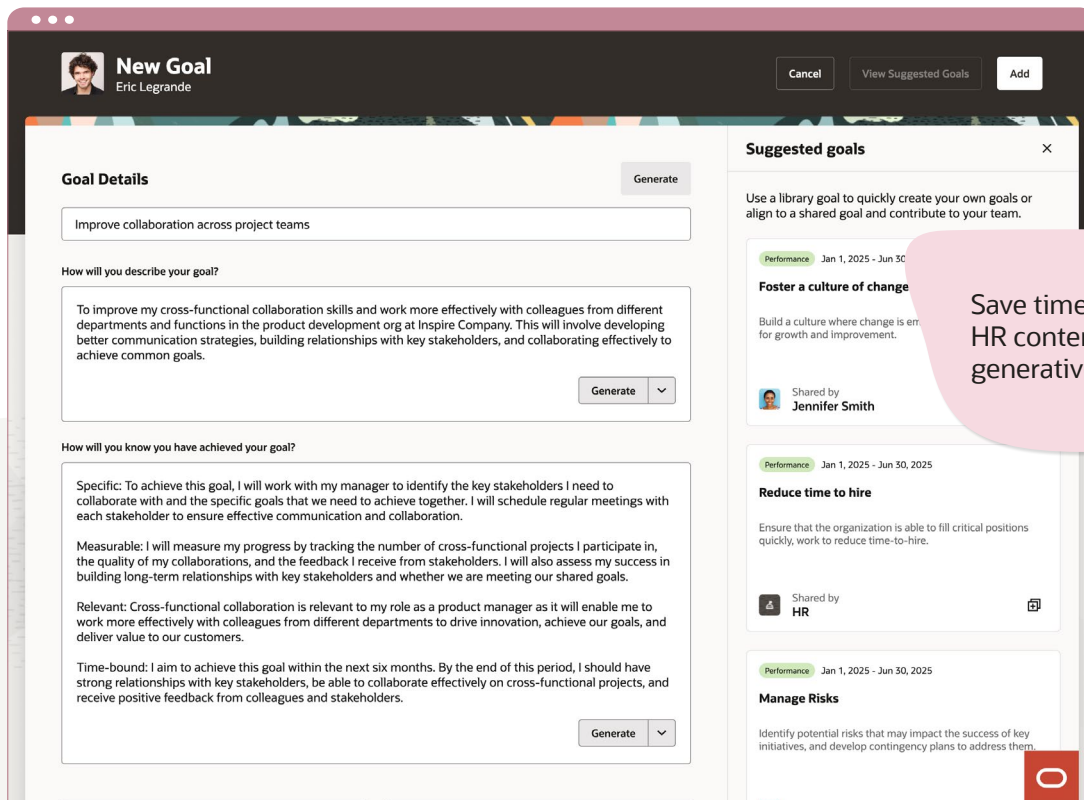 New Goal
Eric Legrande
Cancel
View Suggested Goals
Add
Goal Details
Generate
Improve collaboration across project teams
How will you describe your goal?
To improve my cross-functional collaboration skills and work more effectively with colleagues from different
departments and functions in the product development org at Inspire Company. This will involve developing
better communication strategies, building relationships with key stakeholders, and collaborating effectively to
achieve common goals.
Generate
How will you know you have achieved your goal?
Specific: To achieve this goal, I will work with my manager to identify the key stakeholders I need to
collaborate with and the specific goals that we need to achieve together. I will schedule regular meetings with
each stakeholder to ensure effective communication and collaboration.
Measurable: I will measure my progress by tracking the number of cross-functional projects I participate in,
the quality of my collaborations, and the feedback I receive from stakeholders. I will also assess my success in
building long-term relationships with key stakeholders and whether we are meeting our shared goals.
Relevant: Cross-functional collaboration is relevant to my role as a product manager as it will enable me to
work more effectively with colleagues from different departments to drive innovation, achieve our goals, and
deliver value to our customers.
Time-bound: I aim to achieve this goal within the next six months. By the end of this period, I should have
strong relationships with key stakeholders, be able to collaborate effectively on cross-functional projects, and
receive positive feedback from colleagues and stakeholders.
Generate
Suggested goals
Use a library goal to quickly create your own goals or
align to a shared goal and contribute to your team.
Performance Jan 1, 2025 - Jun 30
Foster a culture of change
Build a culture where change is
for growth and improvement.
Shared by
Jennifer Smith
Save time
HR
Performance Jan 1, 2025 - Jun 30, 2025
Reduce time to hire
Ensure that the organization is able to fill critical positions
quickly, work to reduce time-to-hire.
Shared by
HR
Performance Jan 1, 2025 - Jun 30, 2025
Manage Risks
Identify potential risks that may impact the success of key
initiatives, and develop contingency plans to address them.